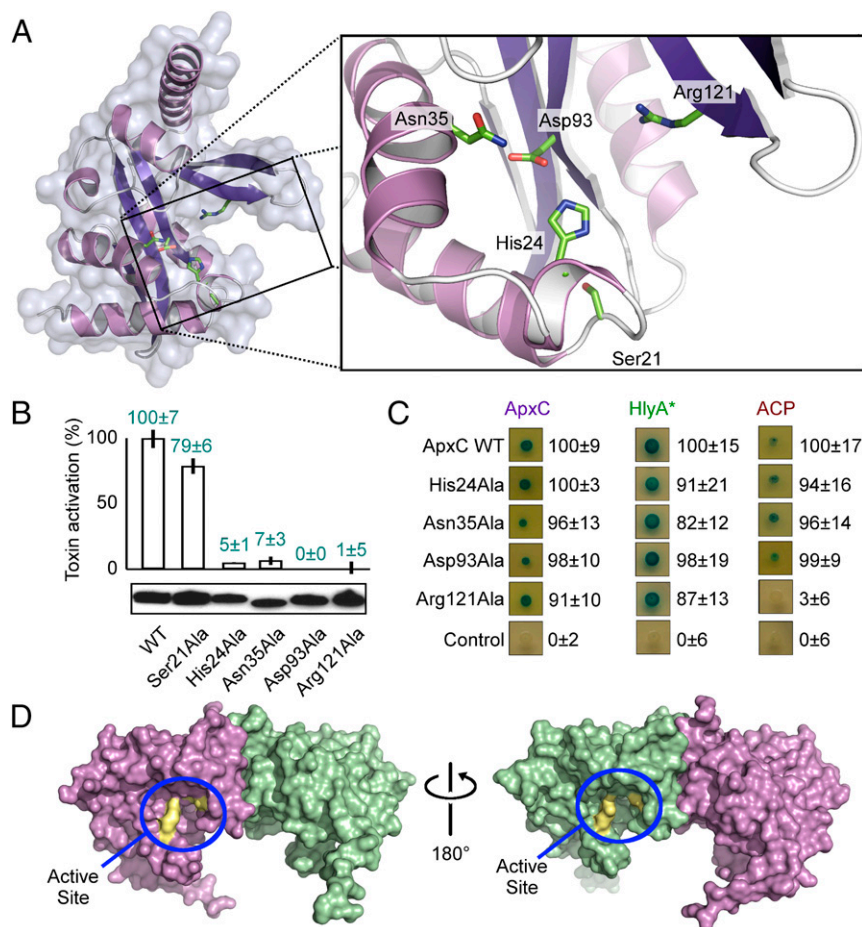 A
Asn35
Asp93
Arg121
His24
Ser21
B
Toxin activation (%)
100
50
0
100±7
79±6
5±1
7±3
0±0
1±5
WT
Ser21Ala
His24Ala
Asn35Ala
Asp93Ala
Arg121Ala
C
ApxC HlyA* ACP
ApxC WT 100±9 100±15 100±17
His24Ala 100±3 91±21 94±16
Asn35Ala 96±13 82±12 96±14
Asp93Ala 98±10 98±19 99±9
Arg121Ala 91±10 87±13 3±6
Control 0±2 0±6 0±6
D
Active
Site
180°
Active
Site